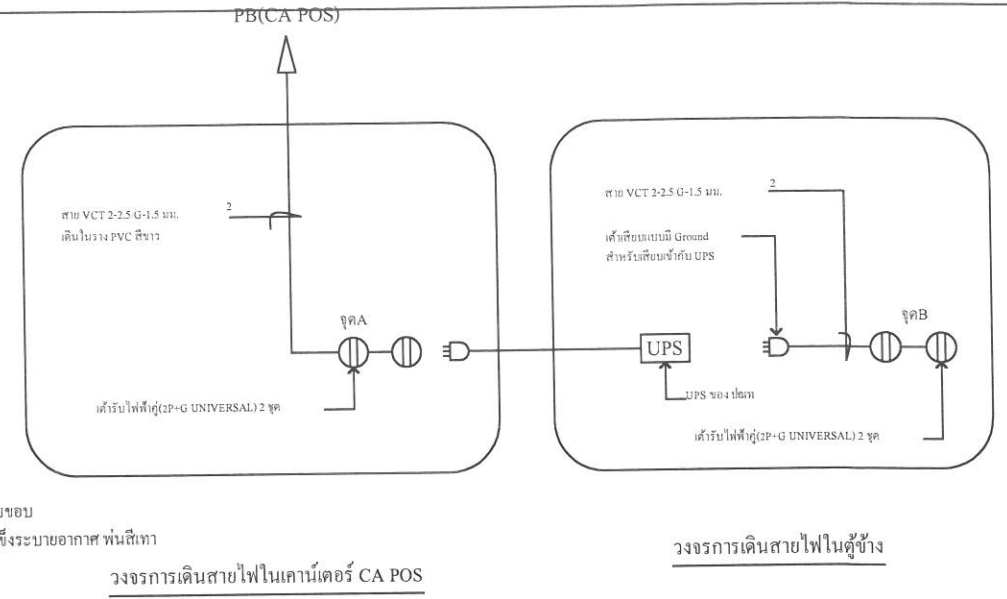 PB(CA POS)
สาย VCT 2-2.5 G-1.5 มม.
เดินในราง PVC สีขาว
2
จุดA
เต้ารับไฟฟ้าคู่(2P+G UNIVERSAL) 2 ชุด
สาย VCT 2-2.5 G-1.5 มม.
2
เต้าเสียบแบบมี Ground
สำหรับเสียบเข้ากับ UPS
จุดB
UPS
UPS ของ ปณท
เต้ารับไฟฟ้าคู่(2P+G UNIVERSAL) 2 ชุด
ขอบ
ระบายอากาศ พ่นสีเทา
วงจรการเดินสายไฟในเคาน์เตอร์ CA POS
วงจรการเดินสายไฟในตู้ข้าง